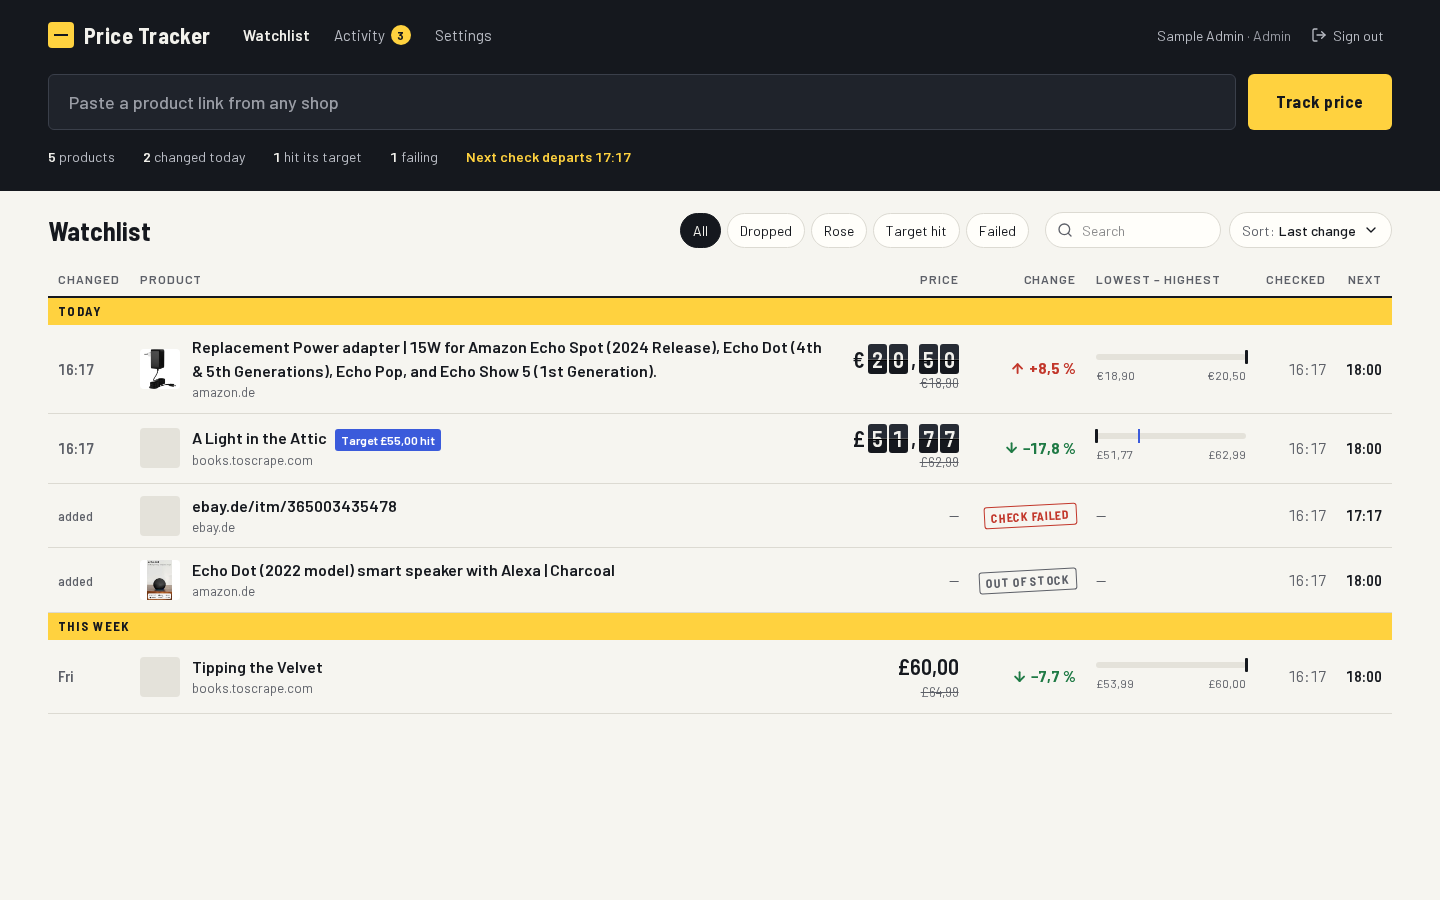 Price Tracker
Watchlist
Activity 3
Settings
Sample Admin · Admin
Sign out
Paste a product link from any shop
Track price
5 products
2 changed today
1 hit its target
1 failing
Next check departs 17:17
Watchlist
All
Dropped
Rose
Target hit
Failed
Search
Sort: Last change
CHANGED PRODUCT PRICE CHANGE LOWEST – HIGHEST CHECKED NEXT
TODAY
16:17
Replacement Power adapter | 15W for Amazon Echo Spot (2024 Release), Echo Dot (4th
& 5th Generations), Echo Pop, and Echo Show 5 (1st Generation).
amazon.de
€20,50
€18,90
↑ +8,5 %
€18,90 €20,50
16:17
18:00
16:17
A Light in the Attic
Target £55,00 hit
books.toscrape.com
£51,77
£62,99
↓ −17,8 %
£51,77 £62,99
16:17
18:00
added
ebay.de/itm/365003435478
ebay.de
—
CHECK FAILED
—
16:17
17:17
added
Echo Dot (2022 model) smart speaker with Alexa | Charcoal
amazon.de
—
OUT OF STOCK
—
16:17
18:00
THIS WEEK
Fri
Tipping the Velvet
books.toscrape.com
£60,00
£64,99
↓ −7,7 %
£53,99 £60,00
16:17
18:00